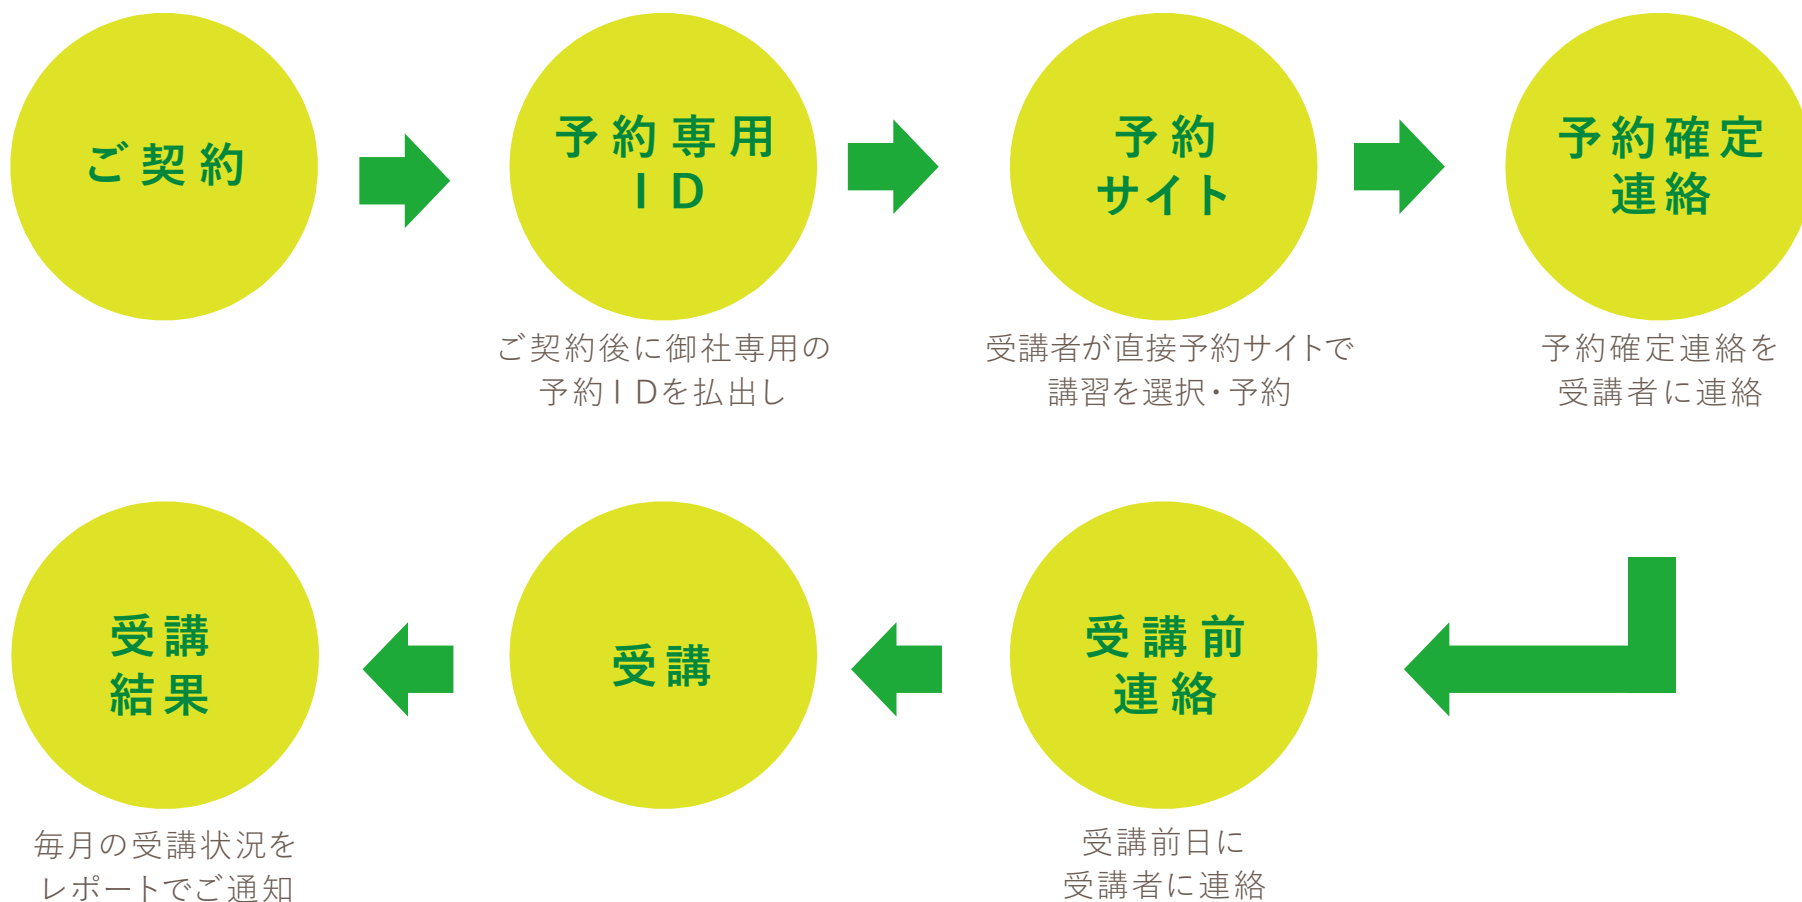 ご契約
予約専用
ID
ご契約後に御社専用の
予約IDを払出し
予約
サイト
受講者が直接予約サイトで
講習を選択・予約
予約確定
連絡
予約確定連絡を
受講者に連絡
受講前
連絡
受講前日に
受講者に連絡
受講
受講
結果
毎月の受講状況を
レポートでご通知